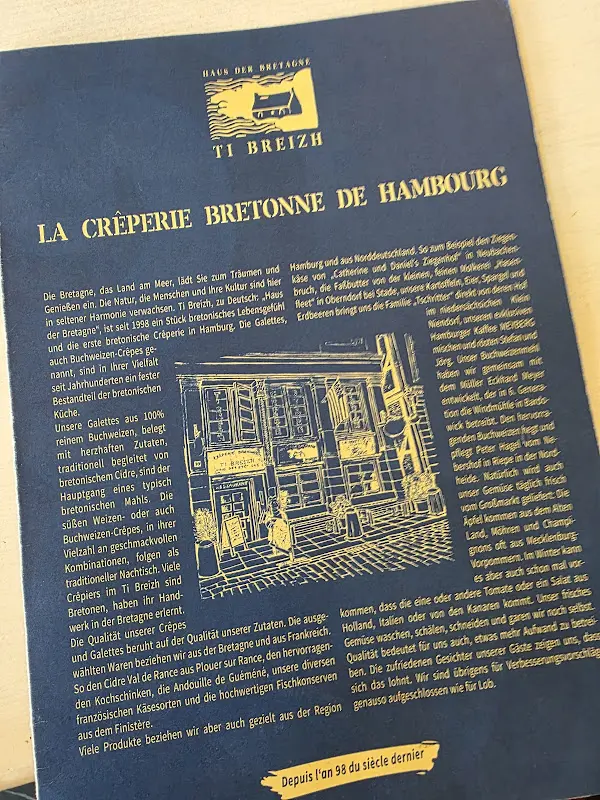 HAUS DER BRETAGNE
TI BREIZH
LA CRÊPERIE BRETONNE DE HAMBOURG
Die Bretagne, das Land am Meer, lädt Sie zum Träumen und
Genießen ein. Die Natur, die Menschen und Ihre Kultur sind hier
in seltener Harmonie verwachsen. Ti Breizh, zu Deutsch: „Haus
der Bretagne“, ist seit 1998 ein Stück bretonisches Lebensgefühl
und die erste bretonische Crêperie in Hamburg. Die Galettes,
auch Buchweizen-Crêpes ge-
nannt, sind in ihrer Vielfalt
seit Jahrhunderten ein fester
Bestandteil der bretonischen
Küche.
Unsere Galettes aus 100%
reinem Buchweizen, belegt
mit herzhaften Zutaten,
traditionell begleitet von
bretonischem Cidre, sind der
Hauptgang eines typisch
bretonischen Mahls. Die
süßen Weizen- oder auch
Buchweizen-Crêpes, in ihrer
Vielzahl an geschmackvollen
Kombinationen, folgen als
traditioneller Nachtisch. Viele
Crêpiers im Ti Breizh sind
Bretonen, haben ihr Hand-
werk in der Bretagne erlernt.
Die Qualität unserer Crêpes
und Galettes beruht auf der Qualität unserer Zutaten. Die ausge-
wählten Waren beziehen wir aus der Bretagne und aus Frankreich.
So den Cidre Val de Rance aus Plouer sur Rance, den hervorragen-
den Kochschinken, die Andouille de Guéméné, unsere diversen
französischen Käsesorten und die hochwertigen Fischkonserven
aus dem Finistère.
Viele Produkte beziehen wir aber auch gezielt aus der Region
Hamburg und aus Norddeutschland. So zum Beispiel den Ziegen-
käse von „Catherine und Daniel's Ziegenhof“ in Neubachen-
bruch, die Faßbutter von der kleinen, feinen Molkerei „Hasen-
fleet“ in Oberndorf bei Stade, unsere Kartoffeln, Eier, Spargel und
Erdbeeren bringt uns die Familie „Tschritter“ direkt von deren Hof
im niedersächsischen Klein
Niendorf, unseren exklusiven
Hamburger Kaffee MEYBERG
mischen und rösten Stefan und
Jörg. Unser Buchweizenmehl
haben wir gemeinsam mit
dem Müller Eckhard Meyer
entwickelt, der in 6. Genera-
tion die Windmühle in Bardo-
wick betreibt. Den hervorra-
genden Buchweizen hegt und
pflegt Peter Hagel vom Nie-
bershof in Riepe in der Nord-
heide. Natürlich wird auch
unser Gemüse täglich frisch
vom Großmarkt geliefert: Die
Äpfel kommen aus dem Alten
Land, Möhren und Champi-
gnons oft aus Mecklenburg-
Vorpommern. Im Winter kann
es aber auch schon mal vor-
kommen, dass die eine oder andere Tomate oder ein Salat aus
Holland, Italien oder von den Kanaren kommt. Unser frisches
Gemüse waschen, schälen, schneiden und garen wir noch selbst.
Qualität bedeutet für uns auch, etwas mehr Aufwand zu betrei-
ben. Die zufriedenen Gesichter unserer Gäste zeigen uns, dass
sich das lohnt. Wir sind übrigens für Verbesserungsvorschläge
genauso aufgeschlossen wie für Lob.
TI BREIZH
Depuis l'an 98 du siècle dernier